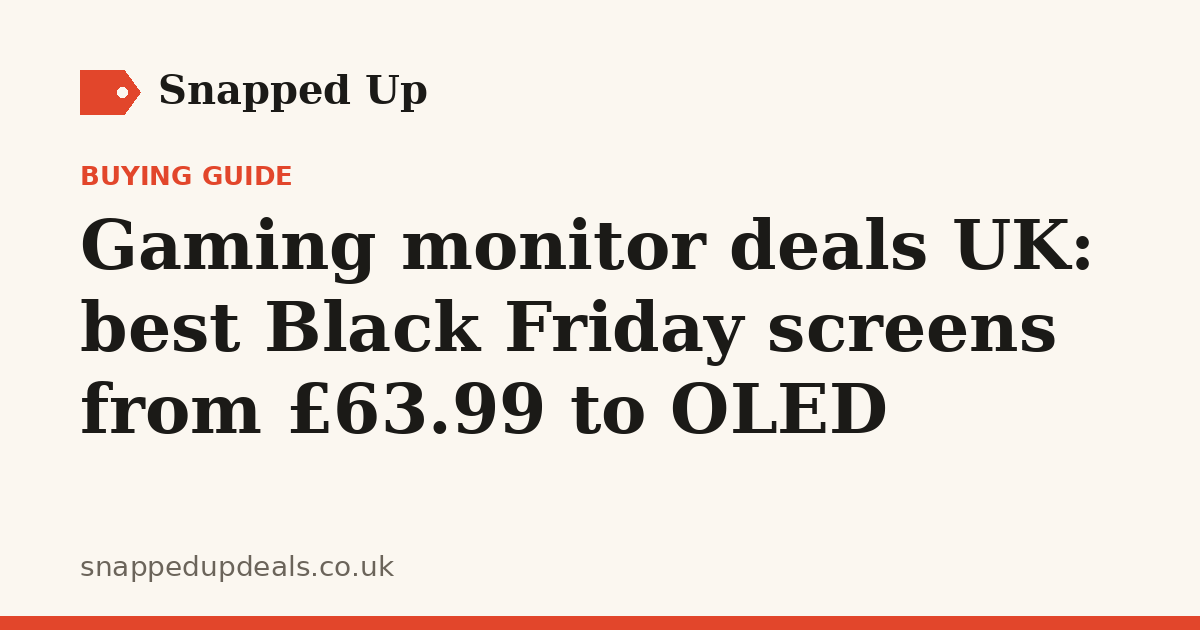 Snapped Up
BUYING GUIDE
Gaming monitor deals UK:
best Black Friday screens
from £63.99 to OLED
snappedupdeals.co.uk